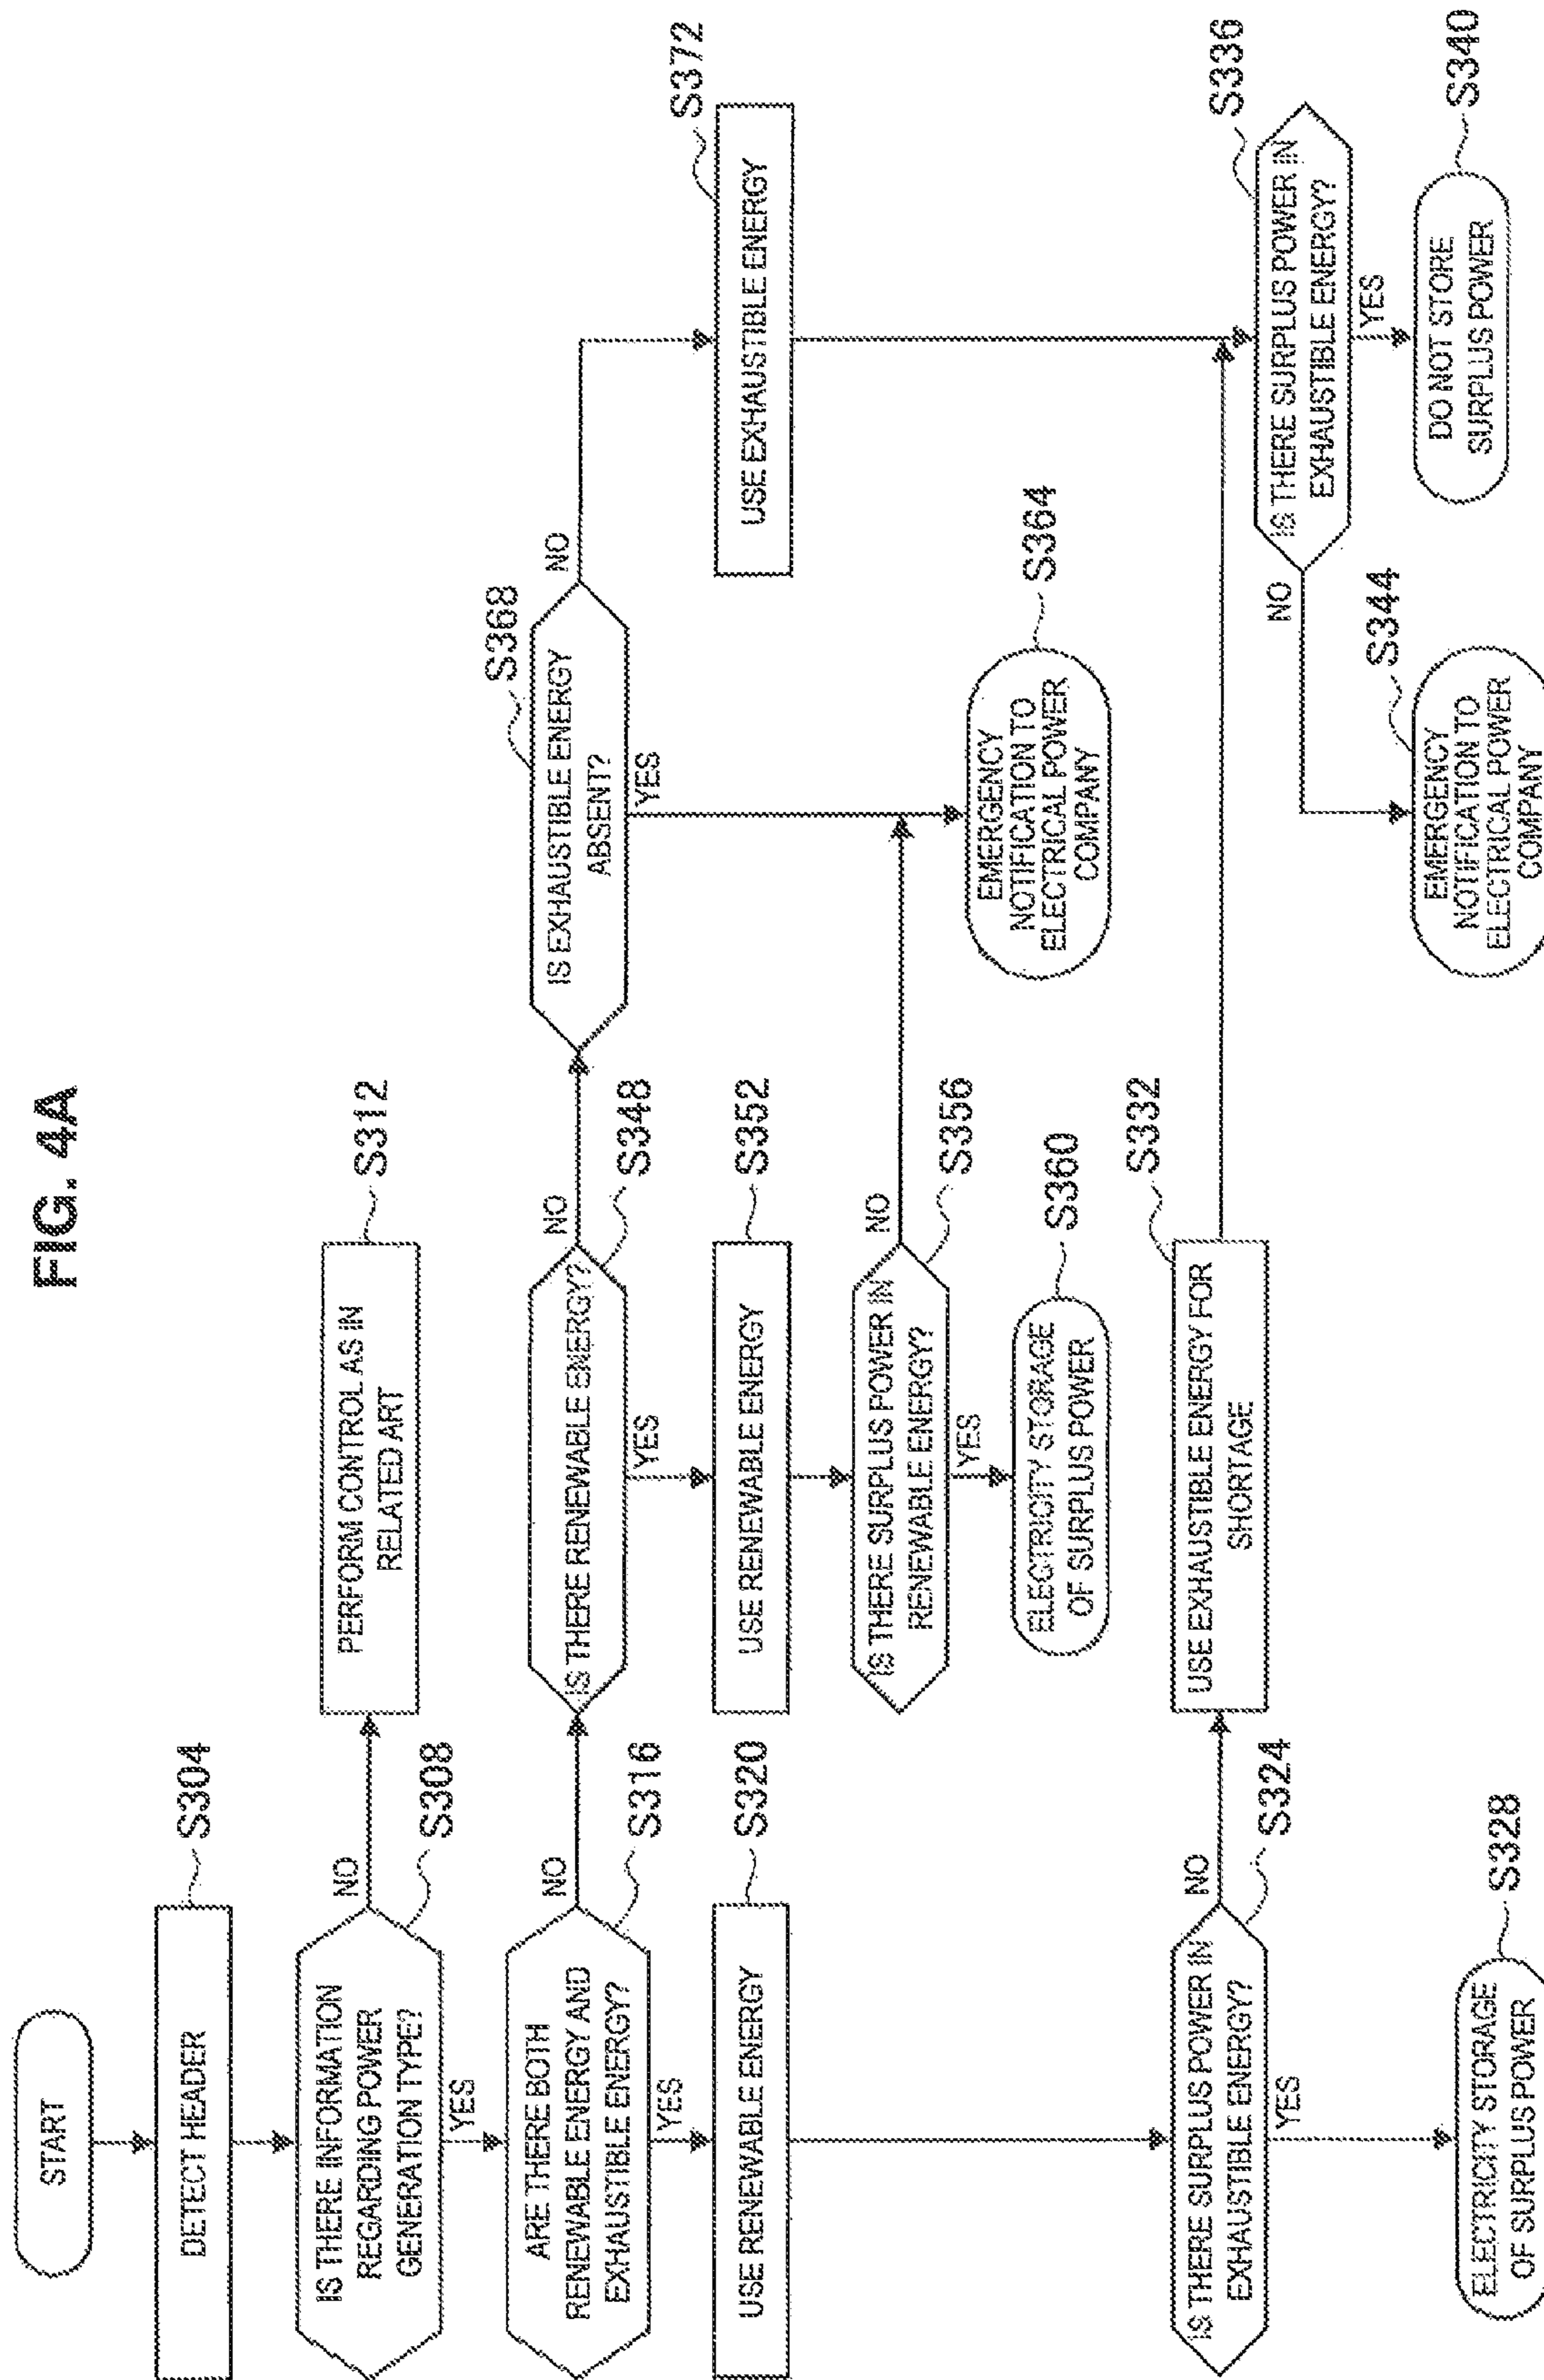 FIG. 4A
START
DETECT HEADER
S304
IS THERE INFORMATION
REGARDING POWER
GENERATION TYPE?
S308
NO
YES
PERFORM CONTROL AS IN
RELATED ART
S312
ARE THERE BOTH
RENEWABLE ENERGY AND
EXHAUSTIBLE ENERGY?
S316
NO
YES
IS THERE RENEWABLE ENERGY?
S348
NO
YES
IS EXHAUSTIBLE ENERGY
ABSENT?
S368
NO
YES
USE RENEWABLE ENERGY
S320
USE RENEWABLE ENERGY
S352
USE EXHAUSTIBLE ENERGY
S372
IS THERE SURPLUS POWER IN
RENEWABLE ENERGY?
S356
NO
YES
EMERGENCY
NOTIFICATION TO
ELECTRICAL POWER
COMPANY
S364
ELECTRICITY STORAGE
OF SURPLUS POWER
S360
IS THERE SURPLUS POWER IN
EXHAUSTIBLE ENERGY?
S324
NO
YES
USE EXHAUSTIBLE ENERGY FOR
SHORTAGE
S332
IS THERE SURPLUS POWER IN
EXHAUSTIBLE ENERGY?
S336
NO
YES
ELECTRICITY STORAGE
OF SURPLUS POWER
S328
EMERGENCY
NOTIFICATION TO
ELECTRICAL POWER
COMPANY
S344
DO NOT STORE
SURPLUS POWER
S340